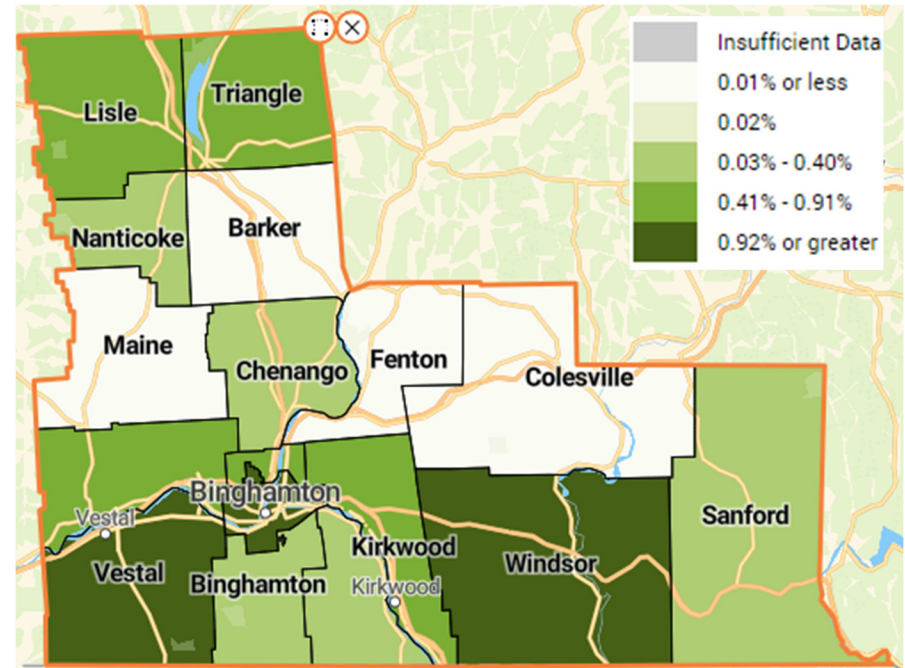 Insufficient Data
0.01% or less
0.02%
0.03% - 0.40%
0.41% - 0.91%
0.92% or greater
Triangle
Lisle
Barker
Nanticoke
Maine
Fenton
Chenango
Colesville
Binghamton
Vestal
Sanford
Kirkwood
Windsor
Vestal
Binghamton
Kirkwood